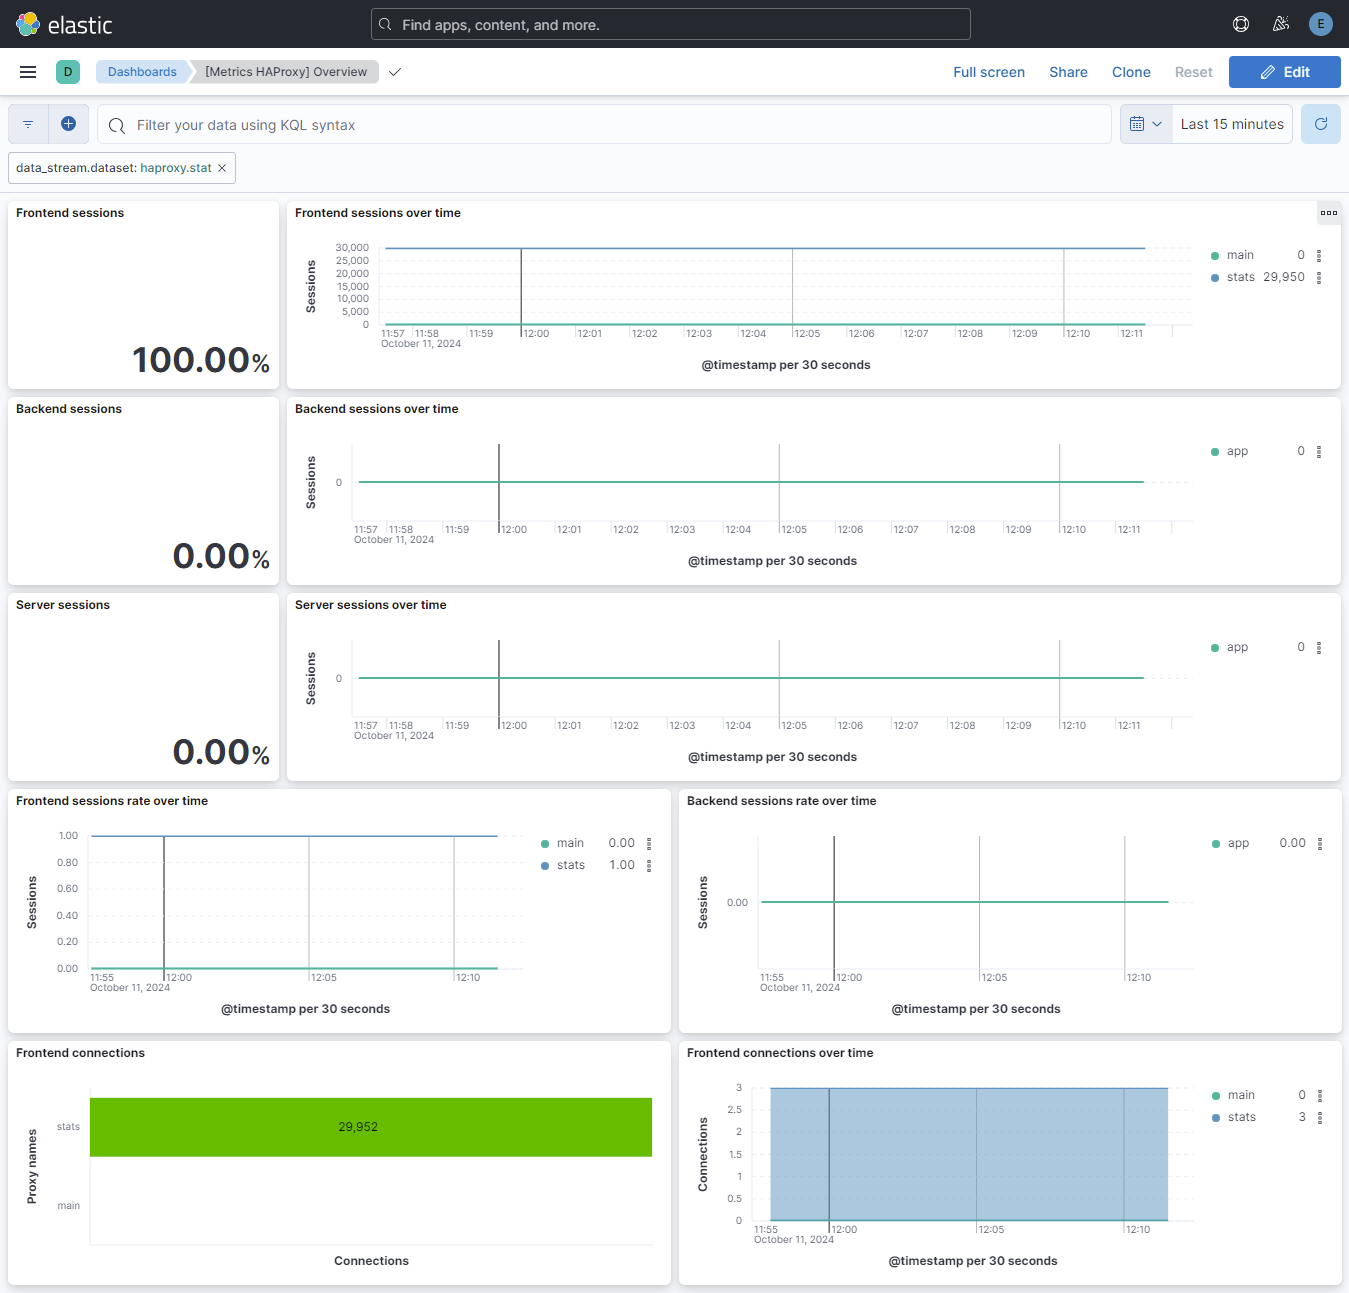 elastic
Find apps, content, and more.
E
D
Dashboards
[Metrics HAProxy] Overview
Full screen
Share
Clone
Reset
Edit
Filter your data using KQL syntax
Last 15 minutes
data_stream.dataset: haproxy.stat
Frontend sessions
100.00%
Frontend sessions over time
Sessions
30,000
25,000
20,000
15,000
10,000
5,000
0
11:57 11:58 11:59 12:00 12:01 12:02 12:03 12:04 12:05 12:06 12:07 12:08 12:09 12:10 12:11
October 11, 2024
@timestamp per 30 seconds
main 0
stats 29,950
Backend sessions
0.00%
Backend sessions over time
Sessions
0
11:57 11:58 11:59 12:00 12:01 12:02 12:03 12:04 12:05 12:06 12:07 12:08 12:09 12:10 12:11
October 11, 2024
@timestamp per 30 seconds
app 0
Server sessions
0.00%
Server sessions over time
Sessions
0
11:57 11:58 11:59 12:00 12:01 12:02 12:03 12:04 12:05 12:06 12:07 12:08 12:09 12:10 12:11
October 11, 2024
@timestamp per 30 seconds
app 0
Frontend sessions rate over time
Sessions
1.00
0.80
0.60
0.40
0.20
0.00
11:55 12:00 12:05 12:10
October 11, 2024
@timestamp per 30 seconds
main 0.00
stats 1.00
Backend sessions rate over time
Sessions
0.00
11:55 12:00 12:05 12:10
October 11, 2024
@timestamp per 30 seconds
app 0.00
Frontend connections
Proxy names
stats
29,952
main
Connections
Frontend connections over time
Connections
3
2.5
2
1.5
1
0.5
0
11:55 12:00 12:05 12:10
October 11, 2024
@timestamp per 30 seconds
main 0
stats 3